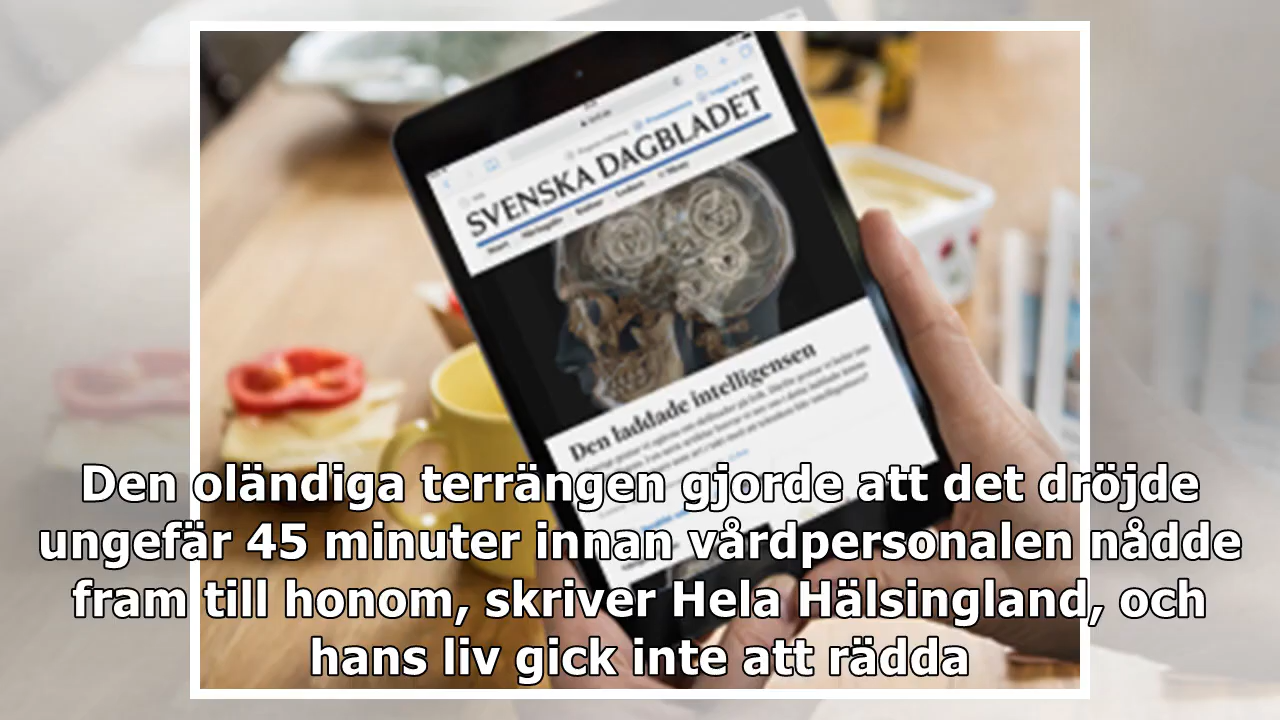 SVENSKA DAGBLADET
Den laddade intelligensen
Den oländiga terrängen gjorde att det dröjde
ungefär 45 minuter innan vårdpersonalen nådde
fram till honom, skriver Hela Hälsingland, och
hans liv gick inte att rädda